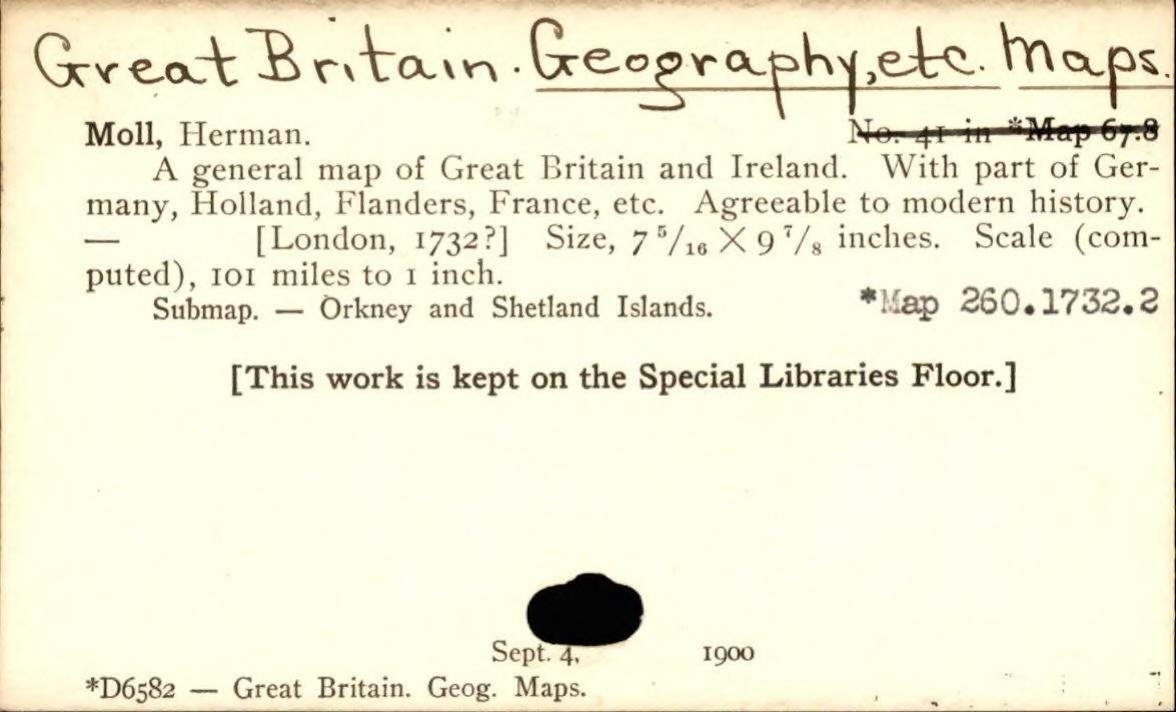 Great Britain. Geography, etc. Maps.
Moll, Herman. No. 41 in *Map 67.8
A general map of Great Britain and Ireland. With part of Ger-
many, Holland, Flanders, France, etc. Agreeable to modern history.
— [London, 1732?] Size, 7 5/16 X 9 7/8 inches. Scale (com-
puted), 101 miles to 1 inch.
Submap. — Orkney and Shetland Islands. *Map 260.1732.2
[This work is kept on the Special Libraries Floor.]
Sept. 4, 1900
*D6582 — Great Britain. Geog. Maps.